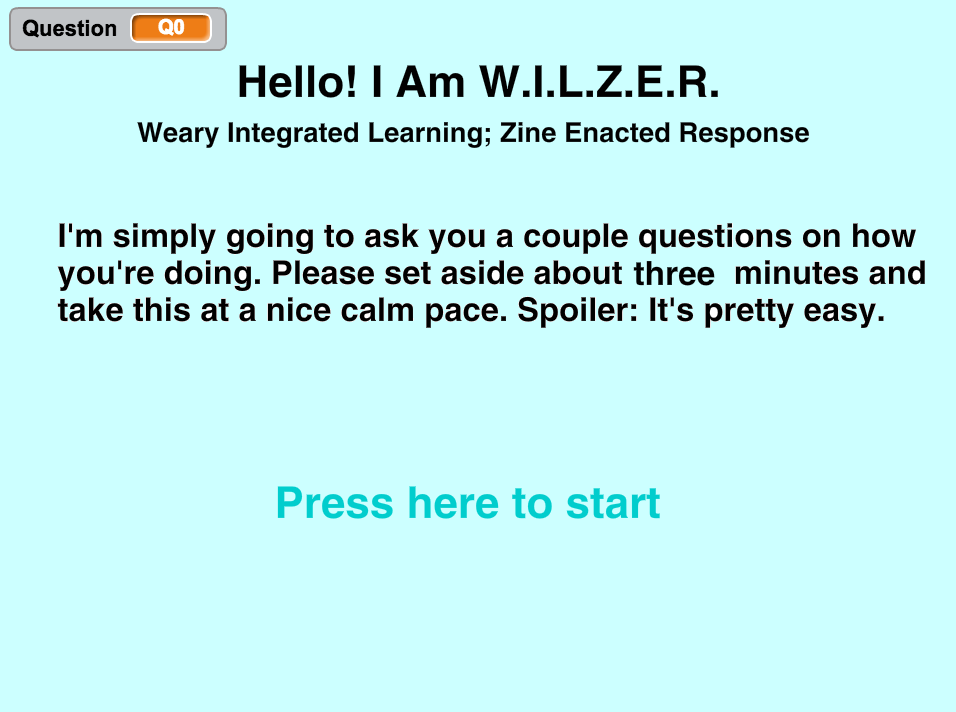 Question Q0
Hello! I Am W.I.L.Z.E.R.
Weary Integrated Learning; Zine Enacted Response
I'm simply going to ask you a couple questions on how
you're doing. Please set aside about three minutes and
take this at a nice calm pace. Spoiler: It's pretty easy.
Press here to start